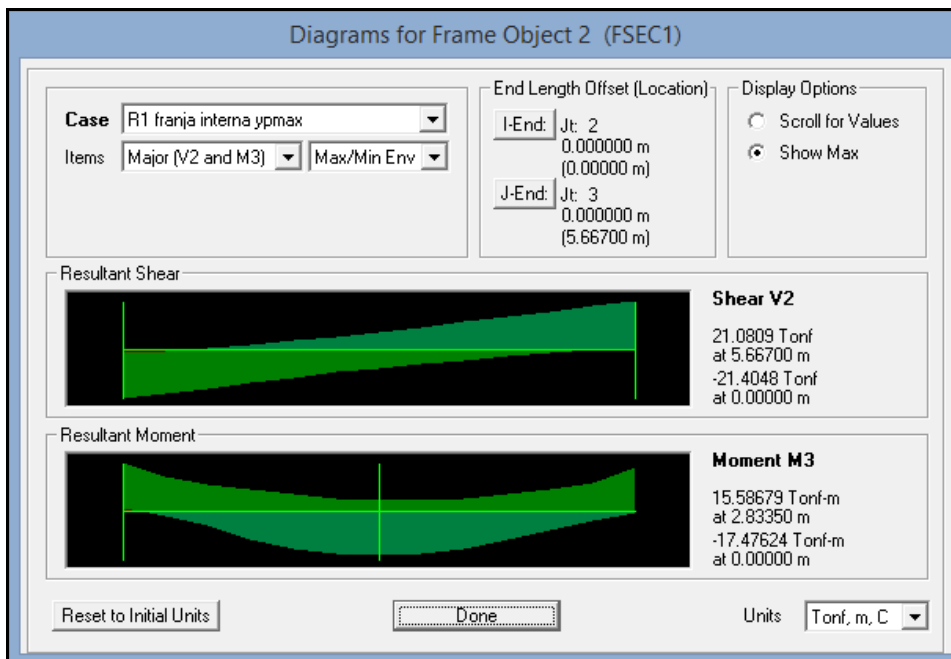 Diagrams for Frame Object 2 (FSEC1)
Case R1 franja interna ypmax
Items Major (V2 and M3) Max/Min Env
End Length Offset (Location)
I-End: Jt: 2
0.000000 m
(0.00000 m)
J-End: Jt: 3
0.000000 m
(5.66700 m)
Display Options
Scroll for Values
Show Max
Resultant Shear
Shear V2
21.0809 Tonf
at 5.66700 m
-21.4048 Tonf
at 0.00000 m
Resultant Moment
Moment M3
15.58679 Tonf-m
at 2.83350 m
-17.47624 Tonf-m
at 0.00000 m
Reset to Initial Units Done Units Tonf, m, C